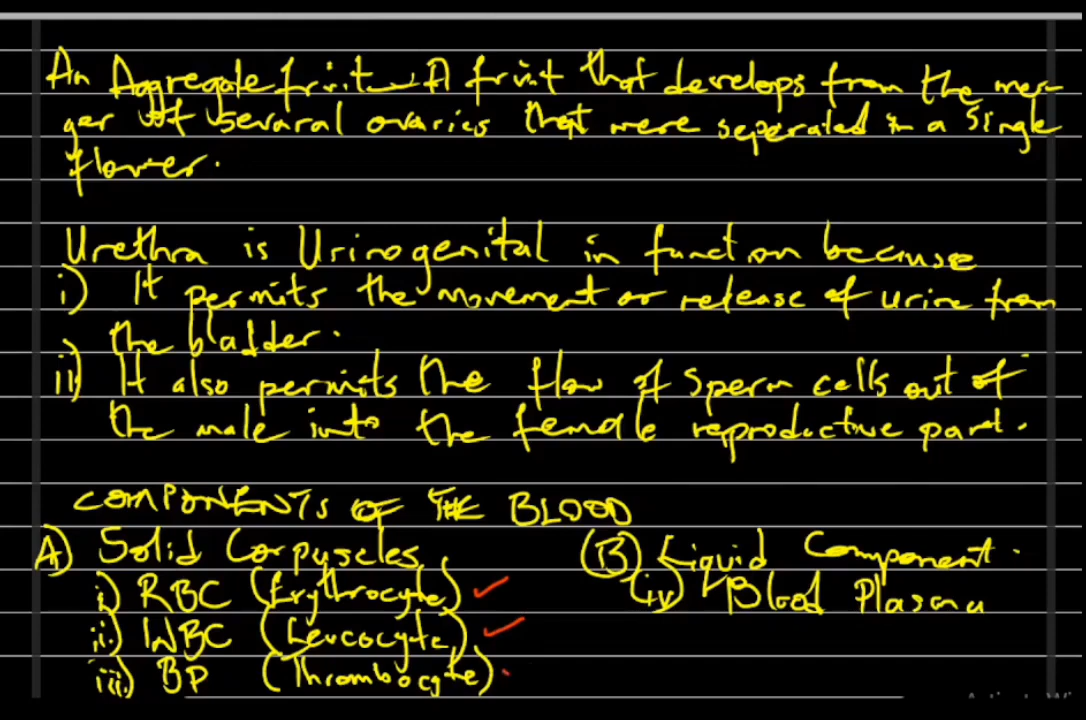 An Aggregate fruit → A fruit that develops from the mer-
ger of several ovaries that were seperated in a single
flower.
Urethra is Urinogenital in function because
i) It permits the movement or release of urine from
the bladder.
ii) It also permits the flow of sperm cells out of
the male into the female reproductive part.
COMPONENTS OF THE BLOOD
A) Solid Corpuscles
(B) Liquid Component.
i) RBC (Erythrocyte) ✓
(iv) Blood Plasma
ii) WBC (Leucocyte) ✓
iii) BP (Thrombocyte)